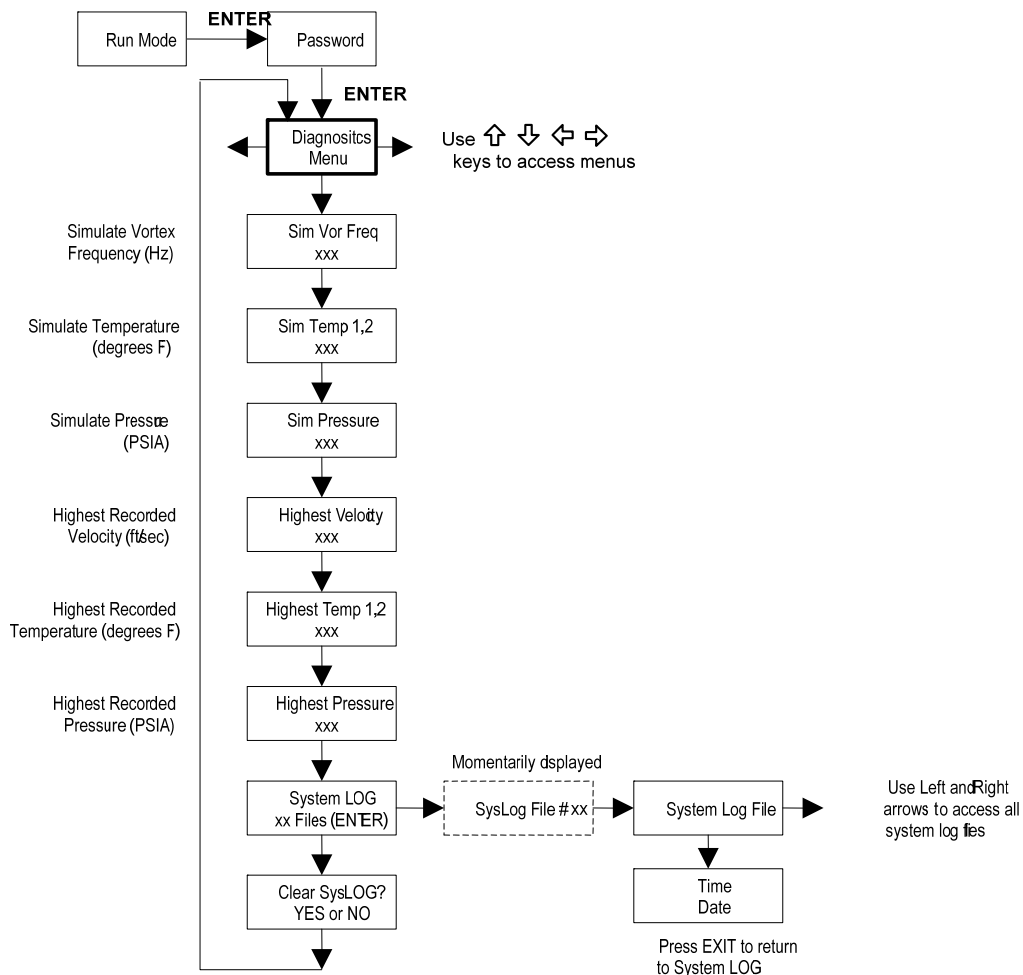 ENTER
Run Mode
Password
ENTER
Diagnositcs
Menu
Use ⇧ ⇩ ⇦ ⇨
keys to access menus
Simulate Vortex
Frequency (Hz)
Sim Vor Freq
xxx
Simulate Temperature
(degrees F)
Sim Temp 1,2
xxx
Simulate Pressure
(PSIA)
Sim Pressure
xxx
Highest Recorded
Velocity (ft/sec)
Highest Velocity
xxx
Highest Recorded
Temperature (degrees F)
Highest Temp 1,2
xxx
Highest Recorded
Pressure (PSIA)
Highest Pressure
xxx
System LOG
xx Files (ENTER)
Momentarily displayed
SysLog File # xx
System Log File
Use Left and Right
arrows to access all
system log files
Clear SysLOG?
YES or NO
Time
Date
Press EXIT to return
to System LOG